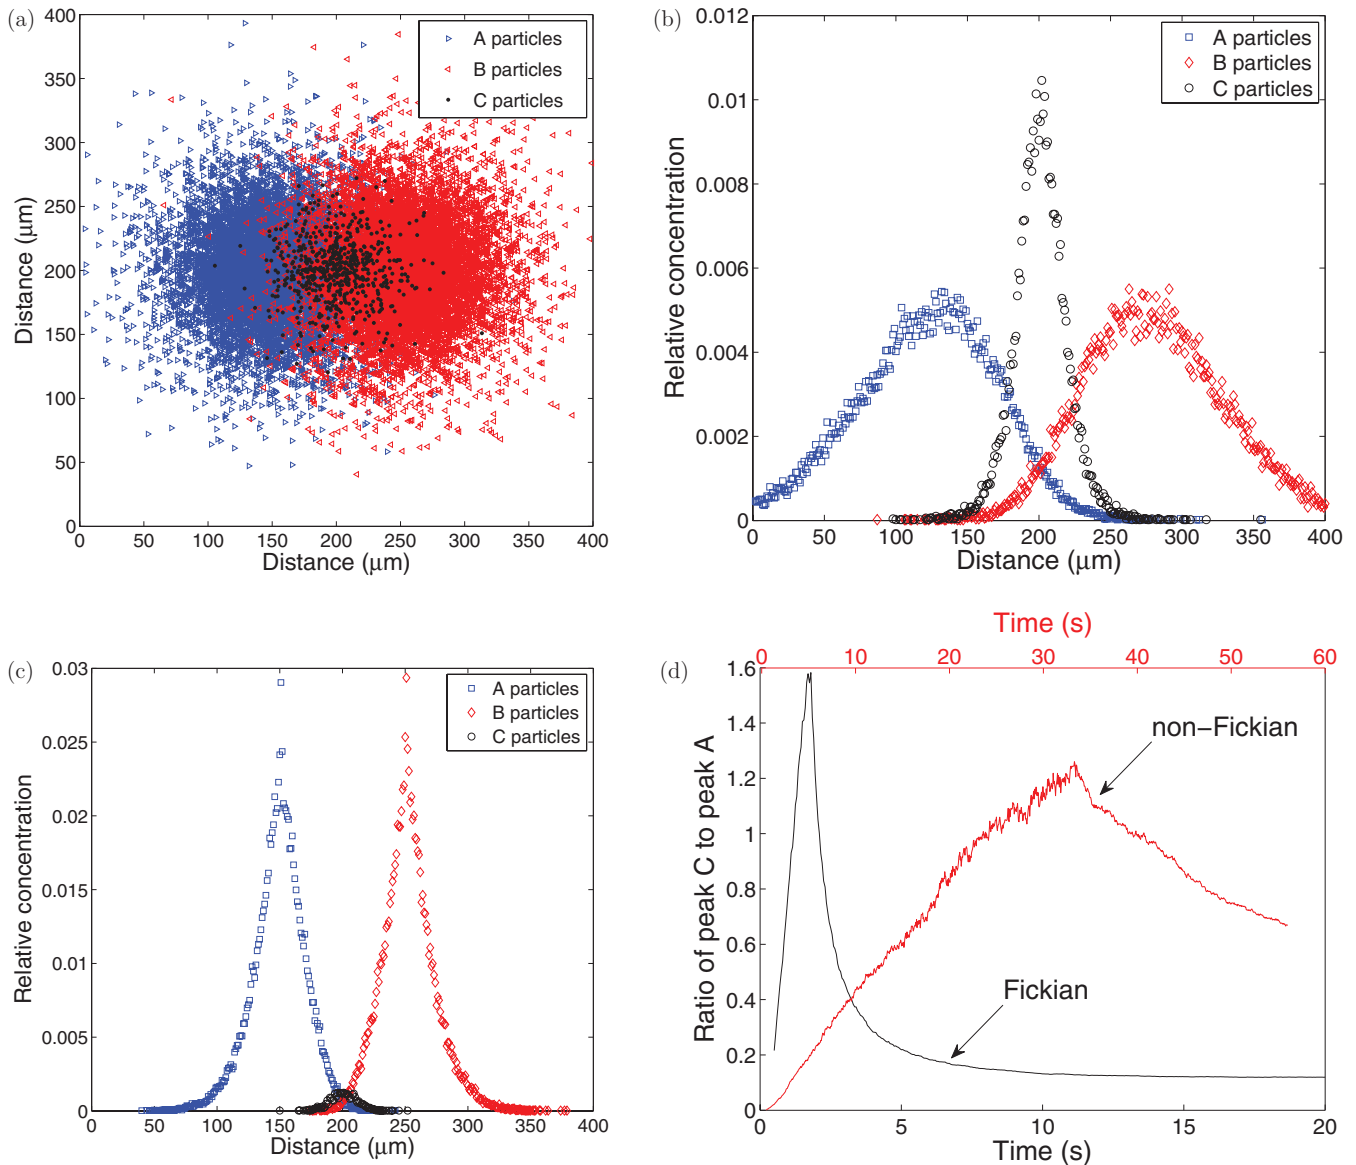 (a)
400
350
300
250
200
150
100
50
0
0 50 100 150 200 250 300 350 400
Distance (μm)
Distance (μm)
A particles
B particles
C particles
(b)
0.012
0.01
0.008
0.006
0.004
0.002
0
0 50 100 150 200 250 300 350 400
Distance (μm)
Relative concentration
A particles
B particles
C particles
(c)
0.03
0.025
0.02
0.015
0.01
0.005
0
0 50 100 150 200 250 300 350 400
Distance (μm)
Relative concentration
A particles
B particles
C particles
Time (s)
0 10 20 30 40 50 60
(d)
1.6
1.4
1.2
1
0.8
0.6
0.4
0.2
0
0 5 10 15 20
Time (s)
Ratio of peak C to peak A
non-Fickian
Fickian